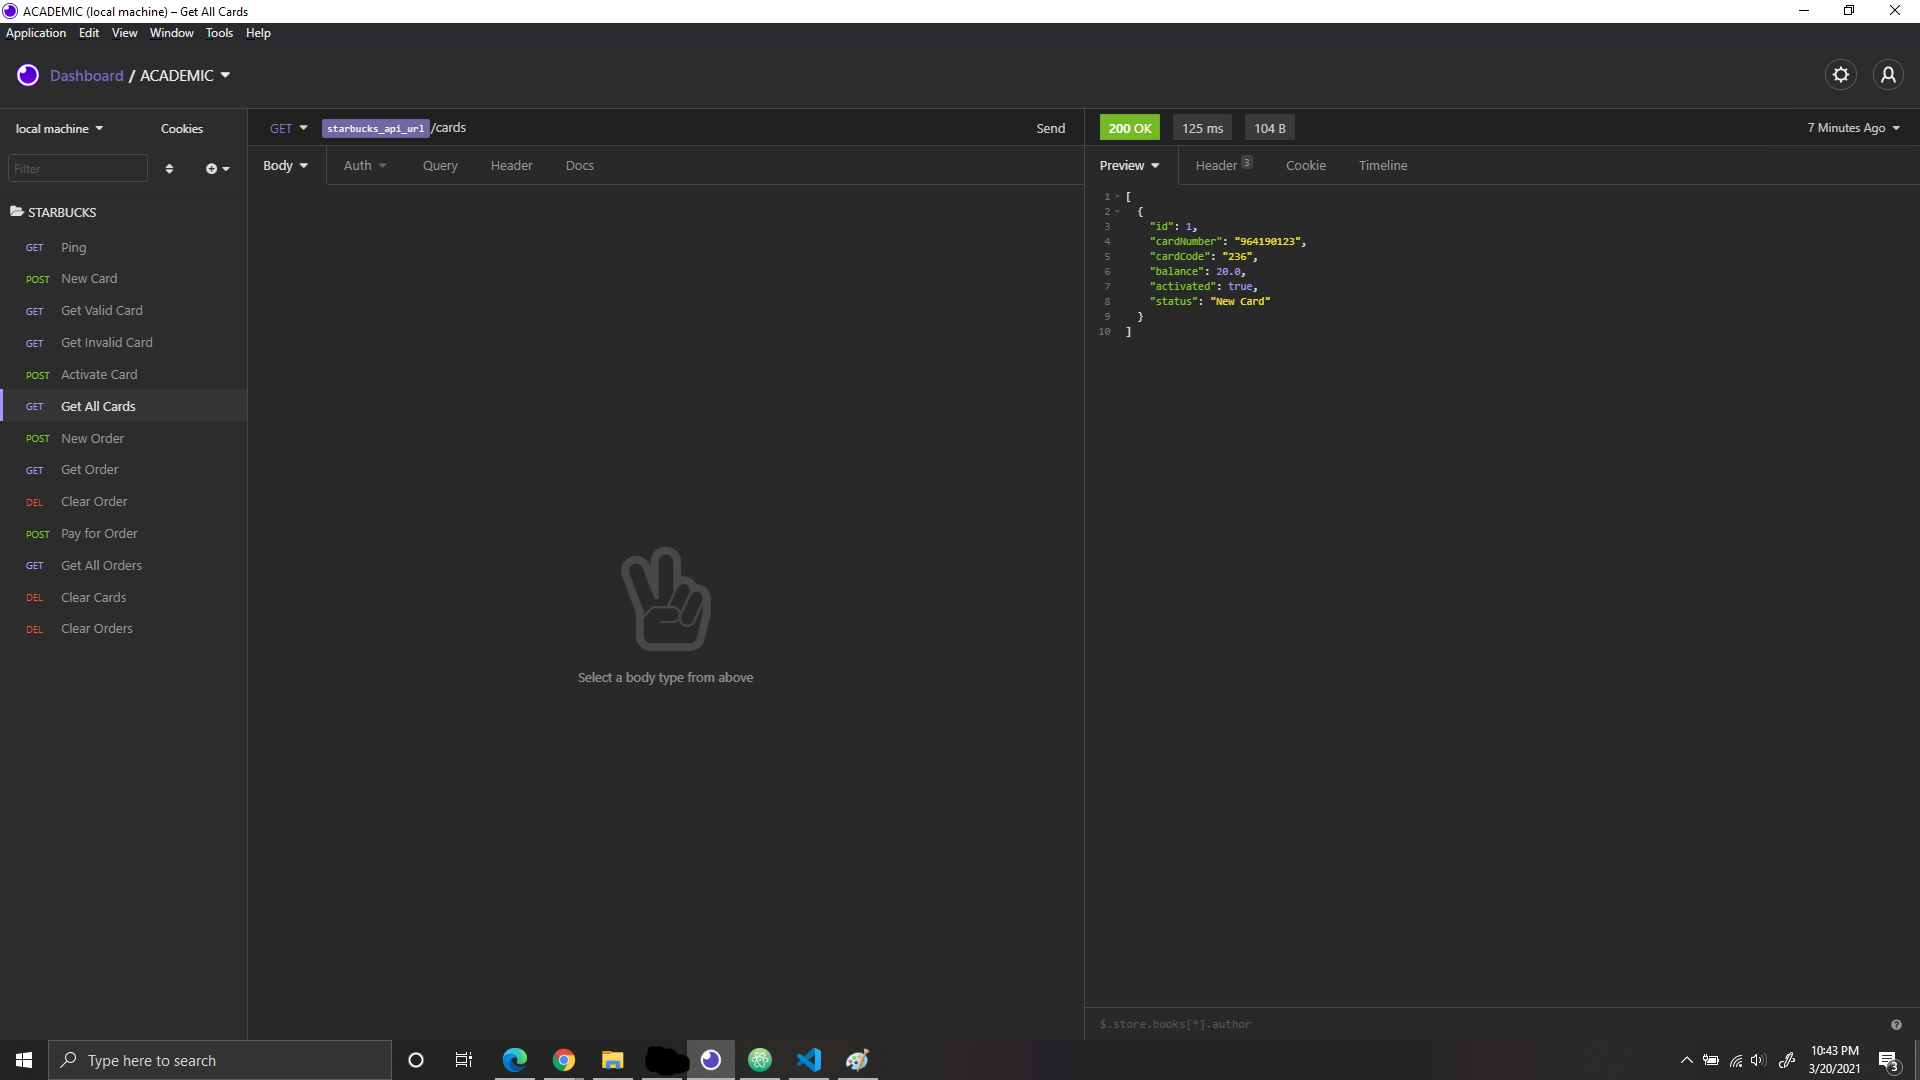 ACADEMIC (local machine) – Get All Cards
Application Edit View Window Tools Help
Dashboard / ACADEMIC
local machine Cookies
GET starbucks_api_url/cards Send
200 OK 125 ms 104 B 7 Minutes Ago
Filter
Body Auth Query Header Docs
Preview Header 3 Cookie Timeline
STARBUCKS
GET Ping
POST New Card
GET Get Valid Card
GET Get Invalid Card
POST Activate Card
GET Get All Cards
POST New Order
GET Get Order
DEL Clear Order
POST Pay for Order
GET Get All Orders
DEL Clear Cards
DEL Clear Orders
Select a body type from above
1 [
2 {
3 "id": 1,
4 "cardNumber": "964190123",
5 "cardCode": "236",
6 "balance": 20.0,
7 "activated": true,
8 "status": "New Card"
9 }
10 ]
$.store.books[*].author
Type here to search
10:43 PM
3/20/2021
3